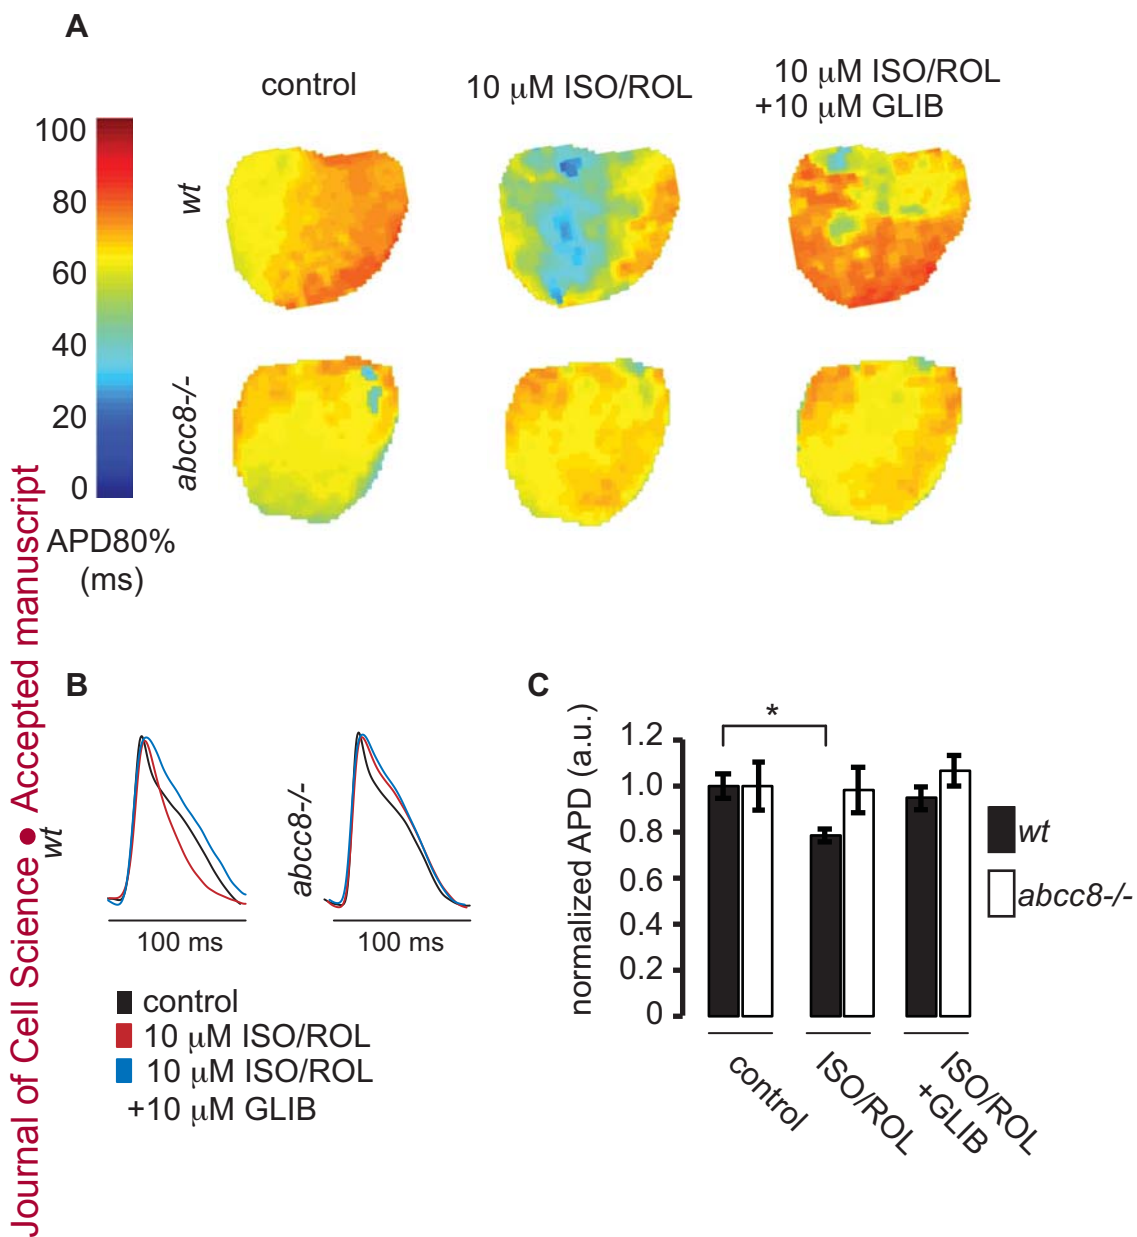 A
control
10 μM ISO/ROL
10 μM ISO/ROL
+10 μM GLIB
100
80
60
40
20
0
APD80%
(ms)
wt
abcc8-/-
Journal of Cell Science • Accepted manuscript
B
wt
100 ms
abcc8-/-
100 ms
control
10 μM ISO/ROL
10 μM ISO/ROL
+10 μM GLIB
C
*
normalized APD (a.u.)
1.2
1.0
0.8
0.6
0.4
0.2
0
wt
abcc8-/-
control
ISO/ROL
ISO/ROL
+GLIB